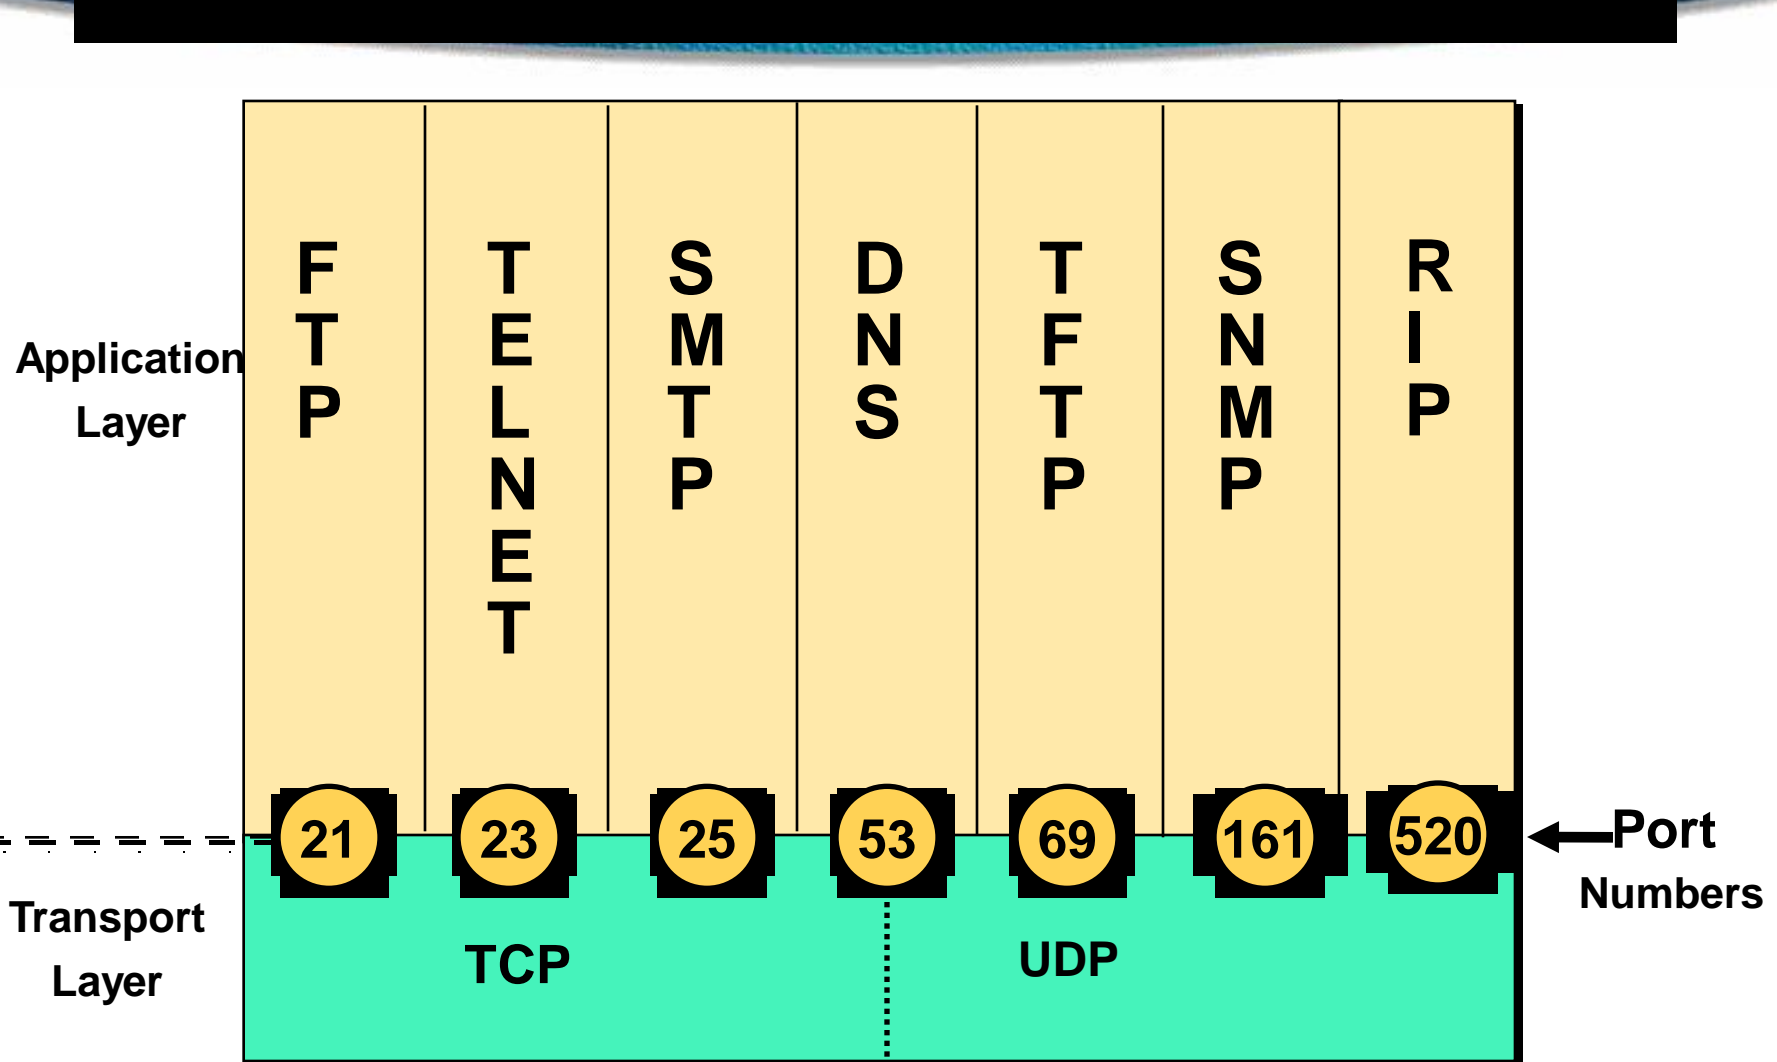 FTP
TELNET
SMTP
DNS
TFTP
SNMP
RIP
Application
Layer
21
23
25
53
69
161
520
Port
Numbers
Transport
Layer
TCP
UDP